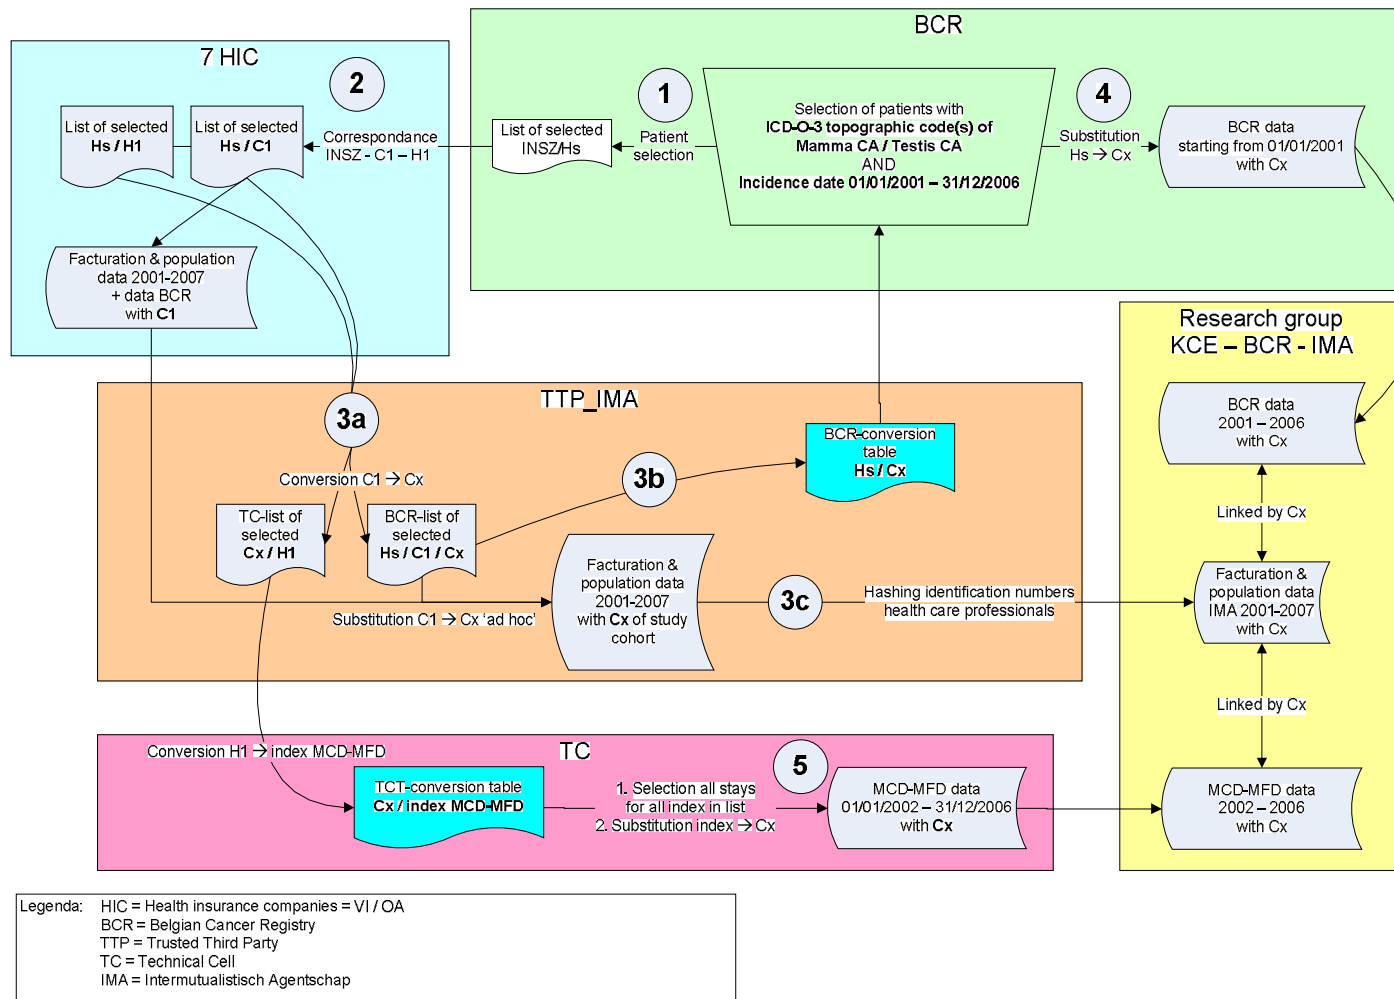 BCR
7 HIC
2
1
4
List of selected
Hs / H1
List of selected
Hs / C1
Correspondance
INSZ - C1 – H1
List of selected
INSZ/Hs
Patient
selection
Selection of patients with
ICD-O-3 topographic code(s) of
Mamma CA / Testis CA
AND
Incidence date 01/01/2001 – 31/12/2006
Substitution
Hs → Cx
BCR data
starting from 01/01/2001
with Cx
Facturation & population
data 2001-2007
+ data BCR
with C1
Research group
KCE – BCR - IMA
TTP_IMA
3a
BCR-conversion
table
Hs / Cx
BCR data
2001 – 2006
with Cx
Conversion C1 → Cx
3b
TC-list of
selected
Cx / H1
BCR-list of
selected
Hs / C1 / Cx
Linked by Cx
Facturation &
population data
2001-2007
with Cx of study
cohort
3c
Hashing identification numbers
health care professionals
Facturation &
population data
IMA 2001-2007
with Cx
Substitution C1 → Cx ‘ad hoc’
Linked by Cx
TC
Conversion H1 → index MCD-MFD
5
TCT-conversion table
Cx / index MCD-MFD
1. Selection all stays
for all index in list
2. Substitution index → Cx
MCD-MFD data
01/01/2002 – 31/12/2006
with Cx
MCD-MFD data
2002 – 2006
with Cx
Legenda: HIC = Health insurance companies = VI / OA
BCR = Belgian Cancer Registry
TTP = Trusted Third Party
TC = Technical Cell
IMA = Intermutualistisch Agentschap